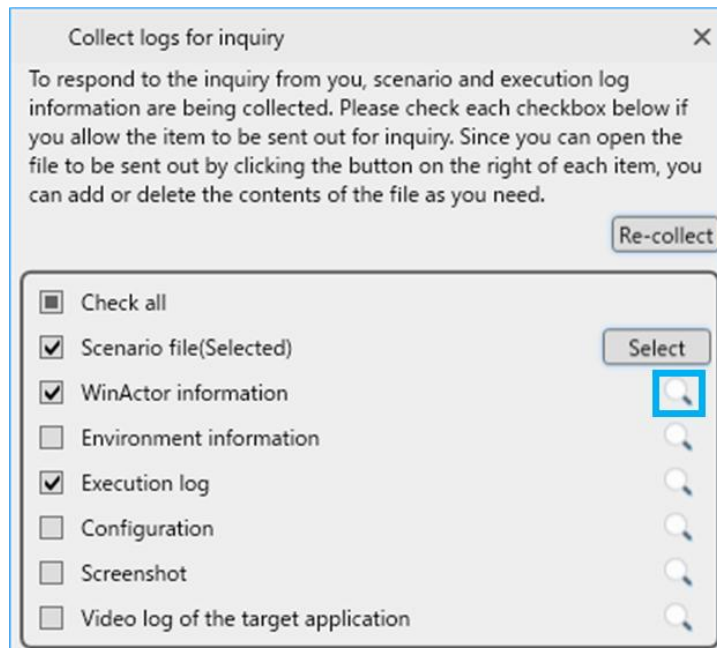 Collect logs for inquiry
To respond to the inquiry from you, scenario and execution log
information are being collected. Please check each checkbox below if
you allow the item to be sent out for inquiry. Since you can open the
file to be sent out by clicking the button on the right of each item, you
can add or delete the contents of the file as you need.
Re-collect
Check all
Scenario file(Selected) Select
WinActor information
Environment information
Execution log
Configuration
Screenshot
Video log of the target application